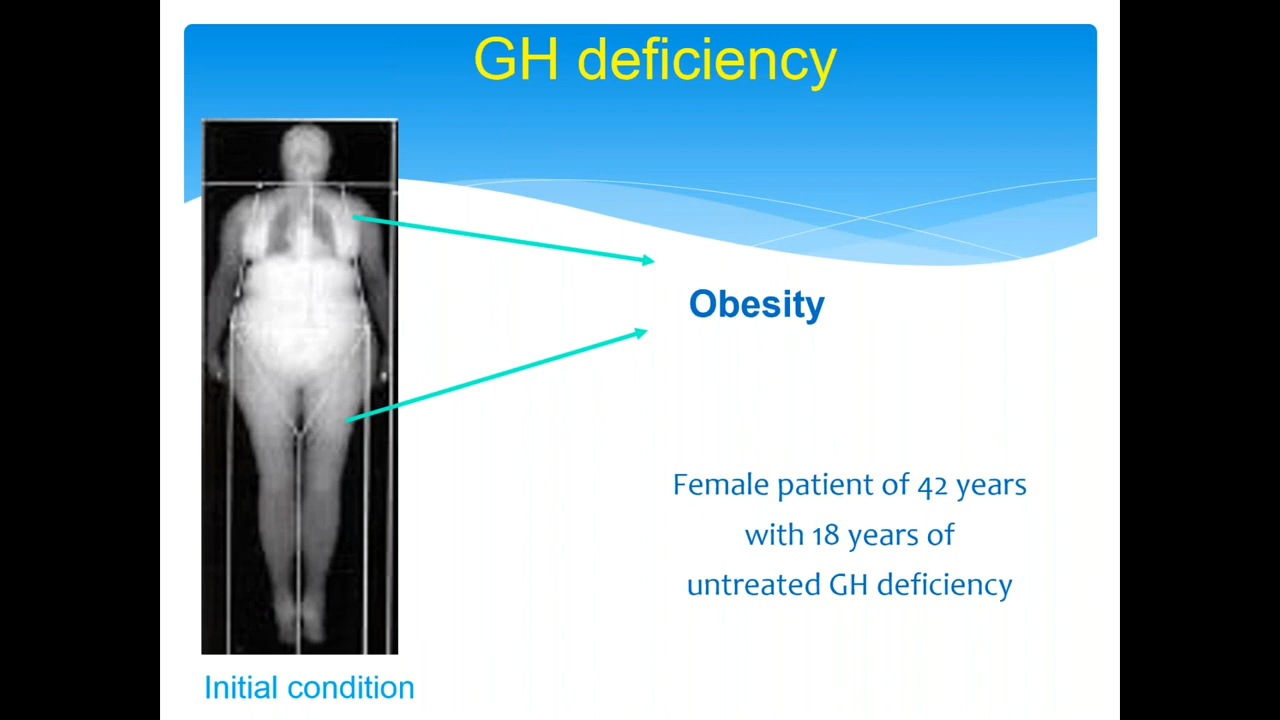 GH deficiency
Obesity
Female patient of 42 years
with 18 years of
untreated GH deficiency
Initial condition